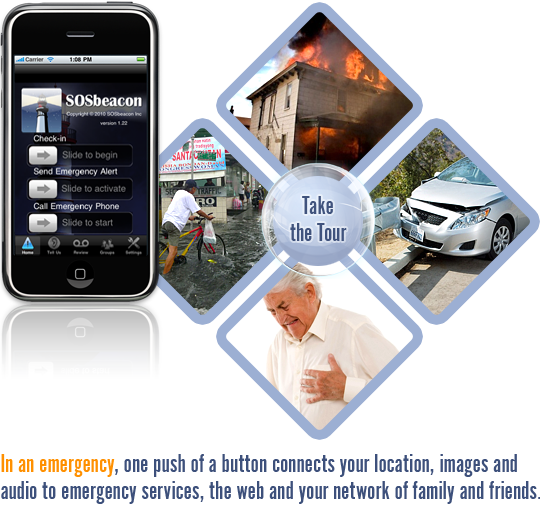 Carrier 1:08 PM
SOSbeacon
Copyright © 2010 SOSbeacon Inc
version 1.22
Check-in
Slide to begin
Send Emergency Alert
Slide to activate
Call Emergency Phone
Slide to start
Home Tell Us Review Groups Settings
SANTACRUZAN
TRAFFIC
Take
the Tour
In an emergency, one push of a button connects your location, images and
audio to emergency services, the web and your network of family and friends.